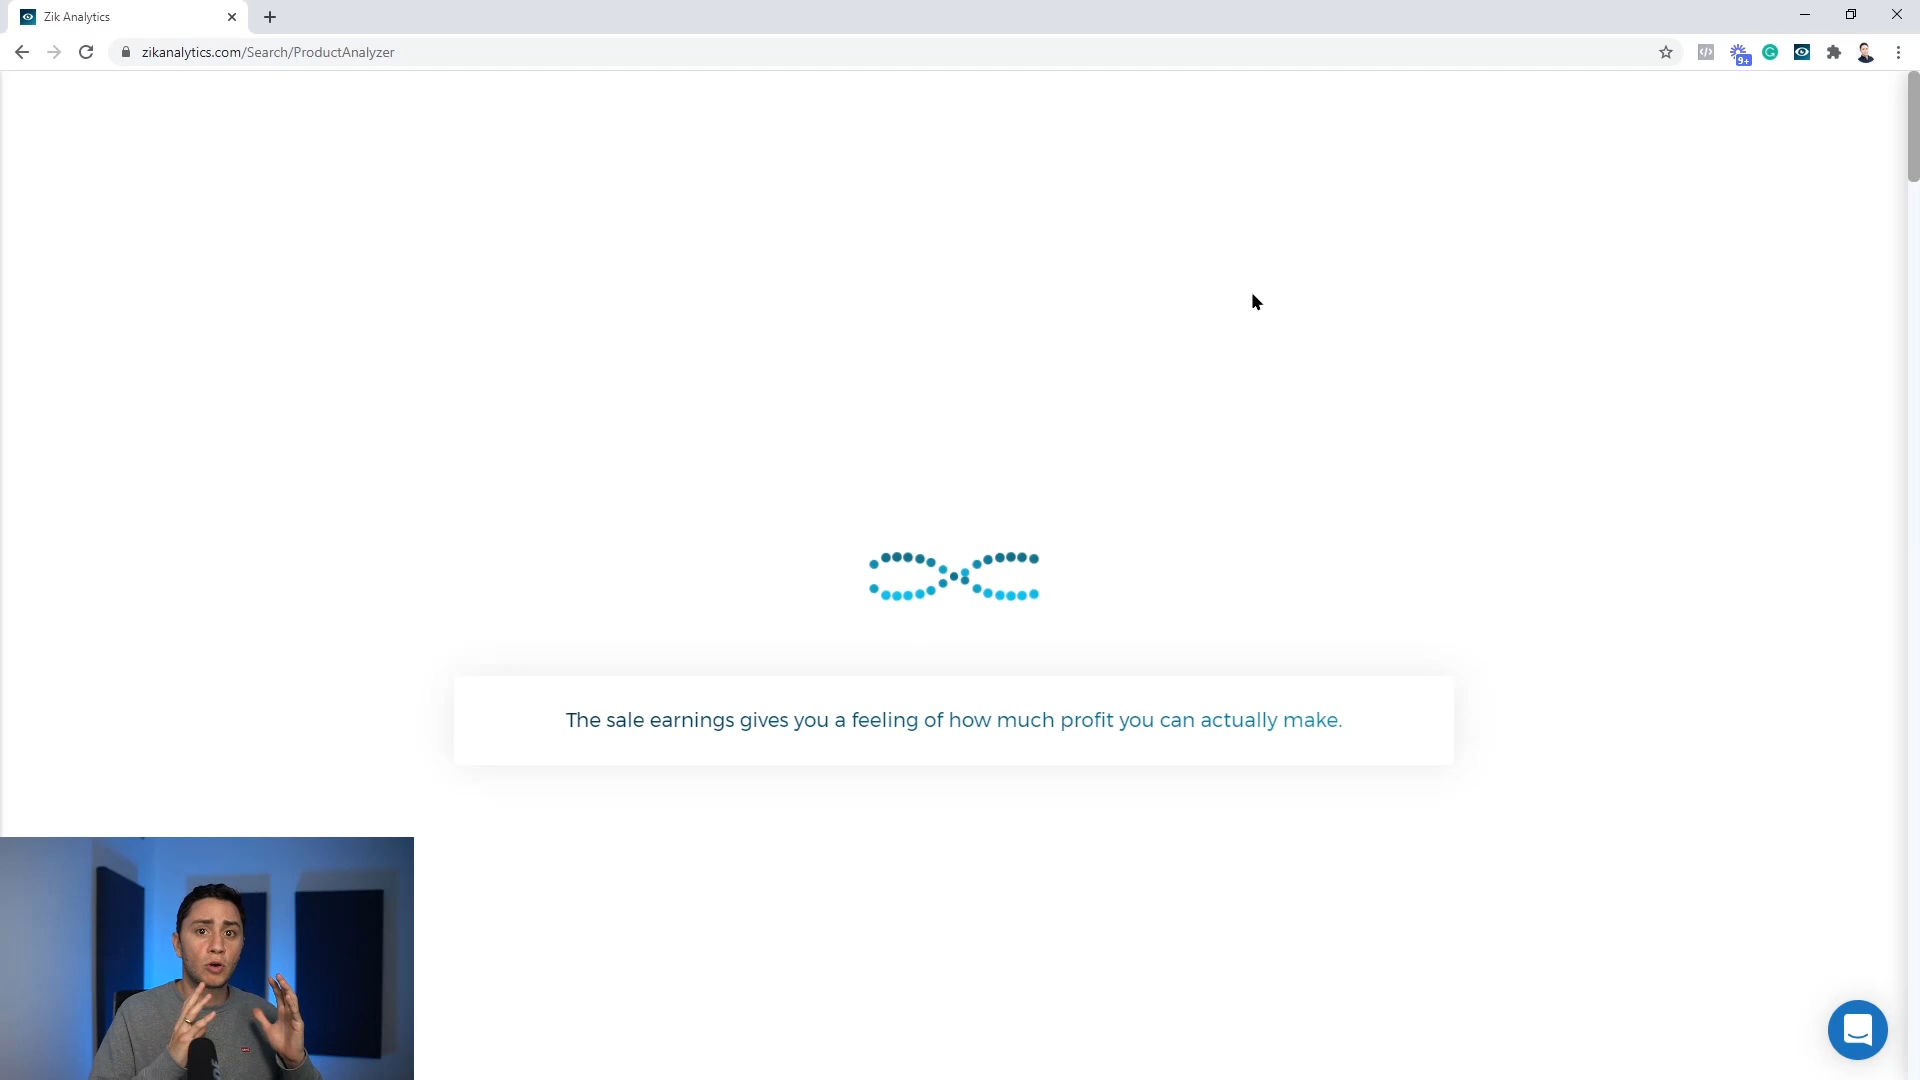 Zik Analytics
zikanalytics.com/Search/ProductAnalyzer
9+
The sale earnings gives you a feeling of how much profit you can actually make.